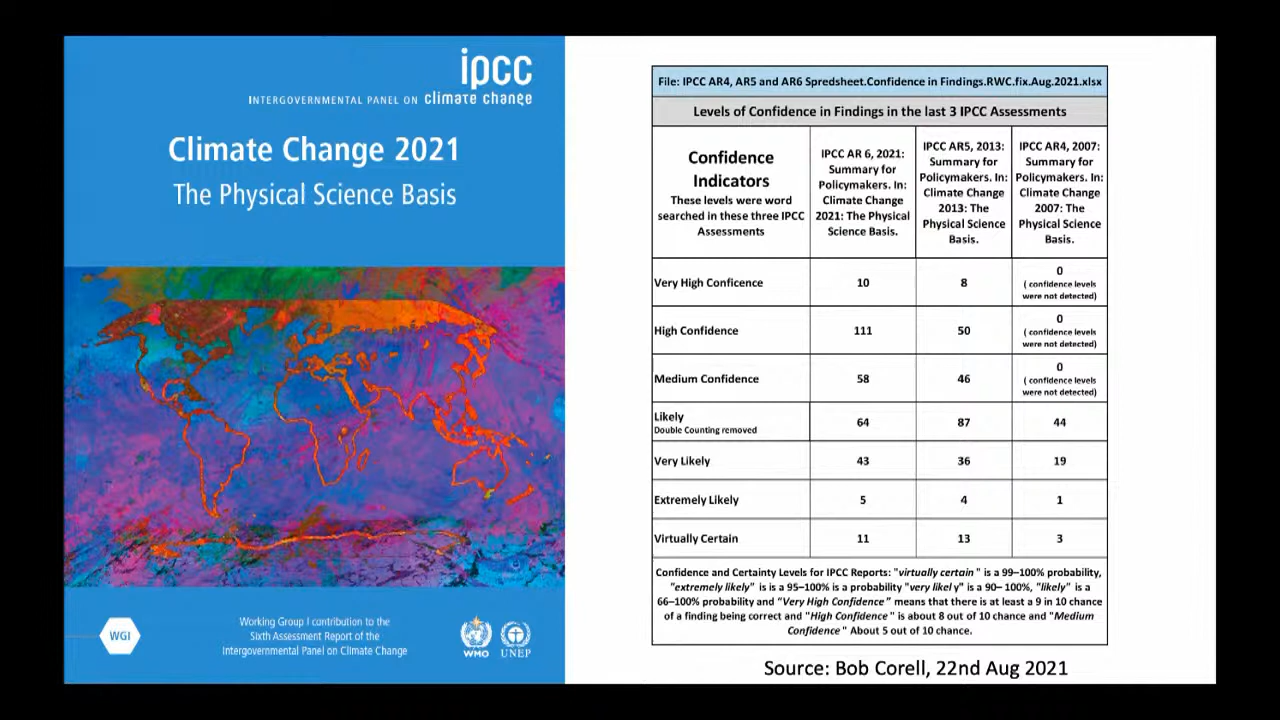 ipcc
INTERGOVERNMENTAL PANEL ON climate change
Climate Change 2021
The Physical Science Basis
WGI
Working Group I contribution to the
Sixth Assessment Report of the
Intergovernmental Panel on Climate Change
WMO
UNEP
File: IPCC AR4, AR5 and AR6 Spredsheet.Confidence in Findings.RWC.fix.Aug.2021.xlsx
Levels of Confidence in Findings in the last 3 IPCC Assessments
Confidence
Indicators
These levels were word
searched in these three IPCC
Assessments
IPCC AR 6, 2021:
Summary for
Policymakers. In:
Climate Change
2021: The Physical
Science Basis.
IPCC AR5, 2013:
Summary for
Policymakers. In:
Climate Change
2013: The
Physical Science
Basis.
IPCC AR4, 2007:
Summary for
Policymakers. In:
Climate Change
2007: The
Physical Science
Basis.
Very High Conficence 10 8 0
( confidence levels
were not detected)
High Confidence 111 50 0
( confidence levels
were not detected)
Medium Confidence 58 46 0
( confidence levels
were not detected)
Likely
Double Counting removed 64 87 44
Very Likely 43 36 19
Extremely Likely 5 4 1
Virtually Certain 11 13 3
Confidence and Certainty Levels for IPCC Reports: "virtually certain " is a 99–100% probability,
"extremely likely" is is a 95–100% is a probability "very likel y" is a 90– 100%, "likely" is a
66–100% probability and "Very High Confidence" means that there is at least a 9 in 10 chance
of a finding being correct and "High Confidence " is about 8 out of 10 chance and "Medium
Confidence " About 5 out of 10 chance.
Source: Bob Corell, 22nd Aug 2021